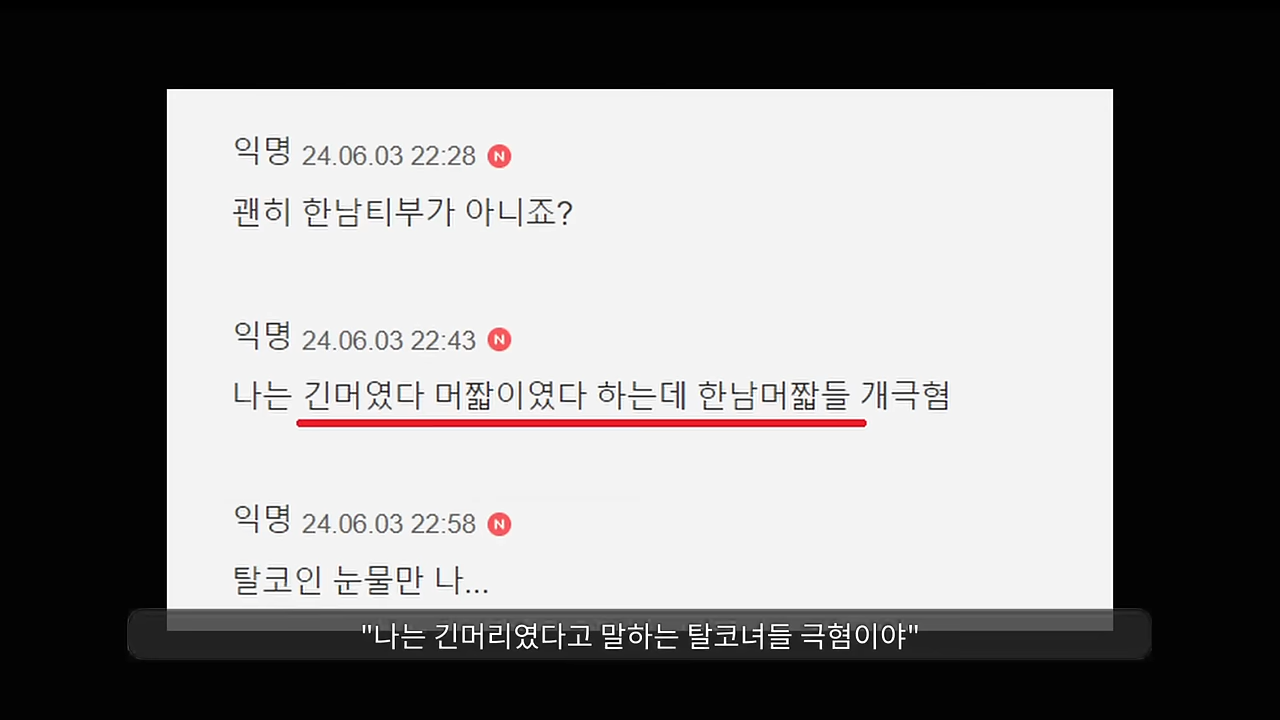 익명 24.06.03 22:28 N
괜히 한남티부가 아니죠?
익명 24.06.03 22:43 N
나는 긴머였다 머짧이였다 하는데 한남머짧들 개극혐
익명 24.06.03 22:58 N
탈코인 눈물만 나...
"나는 긴머리였다고 말하는 탈코녀들 극혐이야"